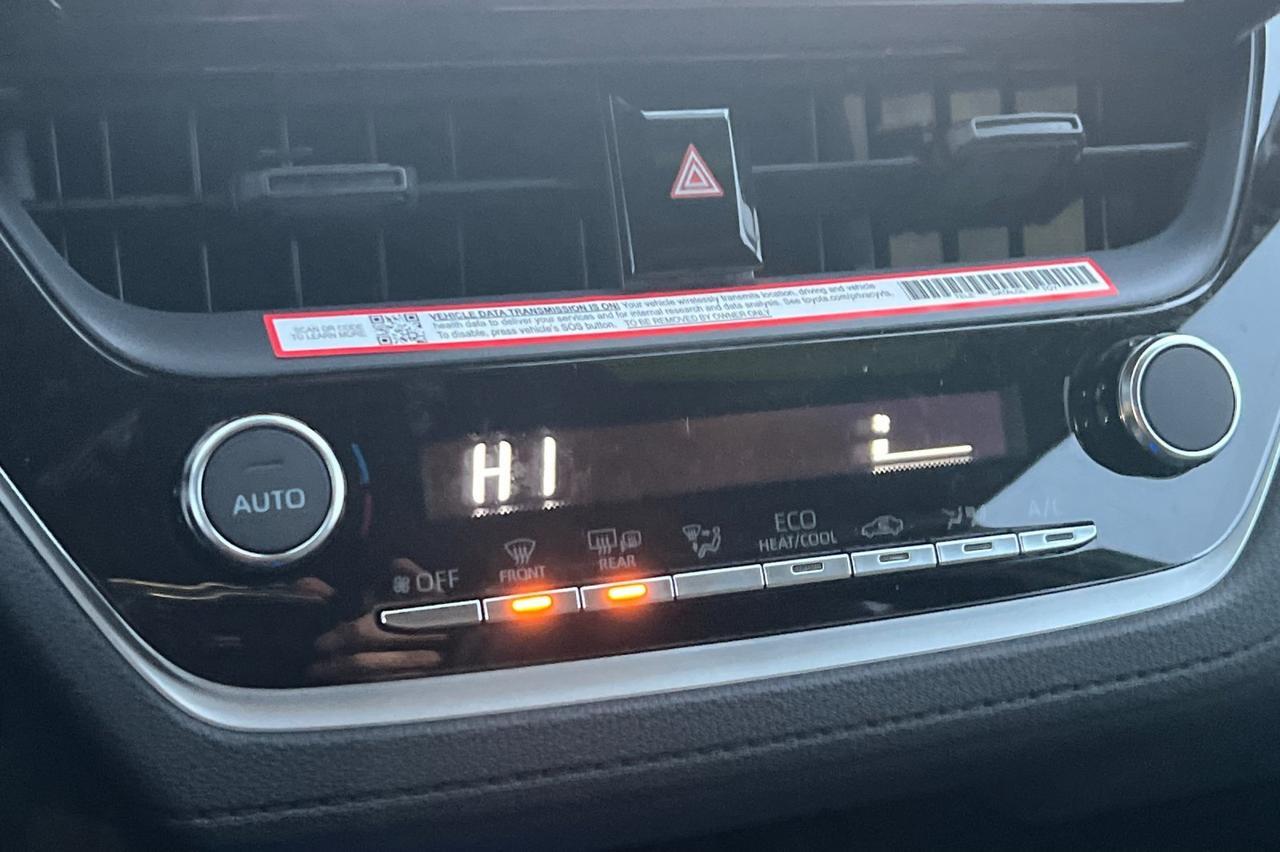 SCAN QR CODE
TO LEARN MORE
VEHICLE DATA TRANSMISSION IS ON! Your vehicle wirelessly transmits location, driving and vehicle
health data to deliver your services and for internal research and data analysis. See toyota.com/privacyvts.
To disable, press vehicle's SOS button. TO BE REMOVED BY OWNER ONLY
HI
L
AUTO
OFF
FRONT
REAR
ECO
HEAT/COOL
A/C